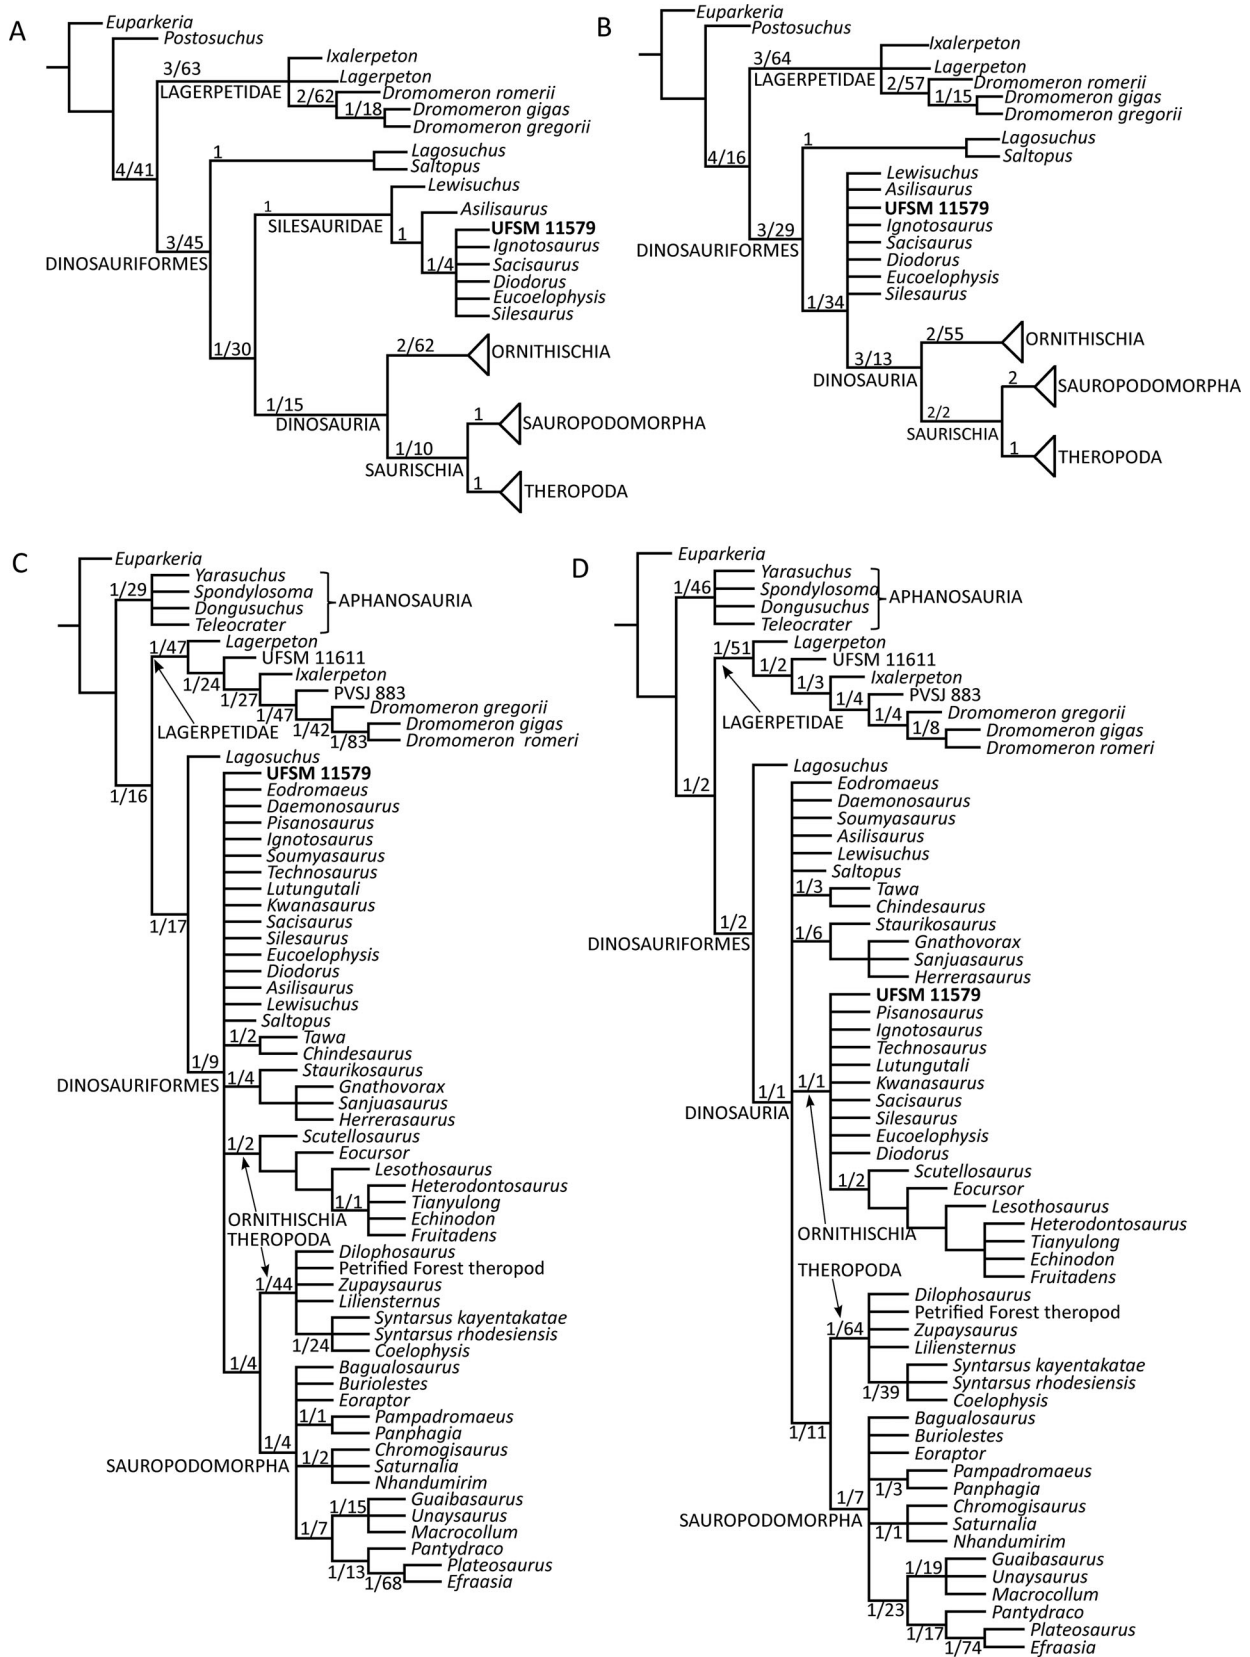 A
Euparkeria
Postosuchus
3/63
LAGERPETIDAE
Ixalerpeton
Lagerpeton
2/62
Dromomeron romerii
1/18
Dromomeron gigas
Dromomeron gregorii
4/41
1
Lagosuchus
Saltopus
Lewisuchus
1
SILESAURIDAE
Asilisaurus
1
UFSM 11579
Ignotosaurus
1/4
Sacisaurus
Diodorus
Eucoelophysis
Silesaurus
3/45
DINOSAURIFORMES
1/30
2/62
ORNITHISCHIA
1/15
DINOSAURIA
1
SAUROPODOMORPHA
1/10
SAURISCHIA
1
THEROPODA
B
Euparkeria
Postosuchus
3/64
LAGERPETIDAE
Ixalerpeton
Lagerpeton
2/57
Dromomeron romerii
1/15
Dromomeron gigas
Dromomeron gregorii
4/16
1
Lagosuchus
Saltopus
Lewisuchus
Asilisaurus
UFSM 11579
Ignotosaurus
Sacisaurus
Diodorus
Eucoelophysis
Silesaurus
3/29
DINOSAURIFORMES
1/34
2/55
ORNITHISCHIA
3/13
DINOSAURIA
2
SAUROPODOMORPHA
2/2
SAURISCHIA
1
THEROPODA
C
Euparkeria
1/29
Yarasuchus
Spondylosoma
Dongusuchus
Teleocrater
APHANOSAURIA
1/47
Lagerpeton
UFSM 11611
1/24
Ixalerpeton
1/27
PVSJ 883
1/47
Dromomeron gregorii
1/42
Dromomeron gigas
1/83
Dromomeron romeri
LAGERPETIDAE
1/16
Lagosuchus
UFSM 11579
Eodromaeus
Daemonosaurus
Pisanosaurus
Ignotosaurus
Soumyasaurus
Technosaurus
Lutungutali
Kwanasaurus
Sacisaurus
1/17
Silesaurus
Eucoelophysis
Diodorus
Asilisaurus
Lewisuchus
Saltopus
1/2
Tawa
Chindesaurus
1/9
DINOSAURIFORMES
1/4
Staurikosaurus
Gnathovorax
Sanjuasaurus
Herrerasaurus
1/2
Scutellosaurus
Eocursor
Lesothosaurus
1/1
Heterodontosaurus
Tianyulong
Echinodon
Fruitadens
ORNITHISCHIA
THEROPODA
1/44
Dilophosaurus
Petrified Forest theropod
Zupaysaurus
Liliensternus
Syntarsus kayentakatae
Syntarsus rhodesiensis
1/24
Coelophysis
1/4
Bagualosaurus
Buriolestes
Eoraptor
1/1
Pampadromaeus
Panphagia
1/4
SAUROPODOMORPHA
1/2
Chromogisaurus
Saturnalia
Nhandumirim
1/15
Guaibasaurus
Unaysaurus
Macrocollum
1/7
Pantydraco
1/13
Plateosaurus
1/68
Efraasia
D
Euparkeria
1/46
Yarasuchus
Spondylosoma
Dongusuchus
Teleocrater
APHANOSAURIA
1/51
Lagerpeton
UFSM 11611
1/2
Ixalerpeton
1/3
PVSJ 883
1/4
Dromomeron gregorii
1/4
Dromomeron gigas
1/8
Dromomeron romeri
LAGERPETIDAE
1/2
Lagosuchus
Eodromaeus
Daemonosaurus
Soumyasaurus
Asilisaurus
Lewisuchus
Saltopus
1/3
Tawa
Chindesaurus
1/2
DINOSAURIFORMES
1/6
Staurikosaurus
Gnathovorax
Sanjuasaurus
Herrerasaurus
UFSM 11579
Pisanosaurus
Ignotosaurus
Technosaurus
Lutungutali
1/1
Kwanasaurus
1/1
DINOSAURIA
Sacisaurus
Silesaurus
Eucoelophysis
Diodorus
1/2
Scutellosaurus
Eocursor
Lesothosaurus
Heterodontosaurus
Tianyulong
Echinodon
Fruitadens
ORNITHISCHIA
THEROPODA
1/64
Dilophosaurus
Petrified Forest theropod
Zupaysaurus
Liliensternus
Syntarsus kayentakatae
Syntarsus rhodesiensis
1/39
Coelophysis
1/11
Bagualosaurus
Buriolestes
Eoraptor
1/3
Pampadromaeus
Panphagia
1/7
SAUROPODOMORPHA
1/1
Chromogisaurus
Saturnalia
Nhandumirim
1/19
Guaibasaurus
Unaysaurus
Macrocollum
1/23
Pantydraco
1/17
Plateosaurus
1/74
Efraasia